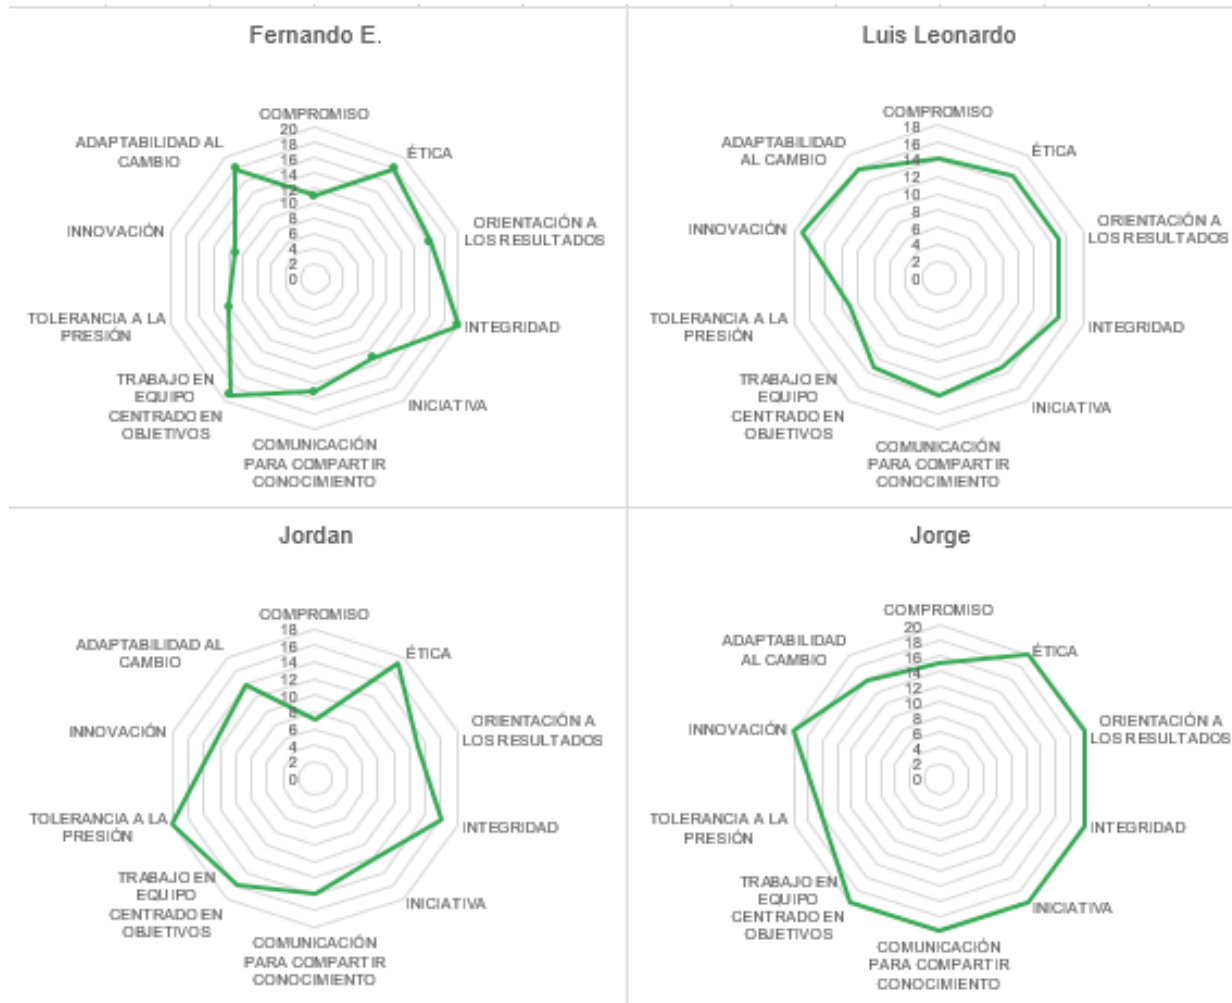 Fernando E.
COMPROMISO
20
18
16
14
12
10
8
6
4
2
0
ÉTICA
ORIENTACIÓN A
LOS RESULTADOS
INTEGRIDAD
INICIATIVA
COMUNICACIÓN
PARA COMPARTIR
CONOCIMIENTO
TRABAJO EN
EQUIPO
CENTRADO EN
OBJETIVOS
TOLERANCIA A LA
PRESIÓN
INNOVACIÓN
ADAPTABILIDAD AL
CAMBIO
Luis Leonardo
COMPROMISO
18
16
14
12
10
8
6
4
2
0
ÉTICA
ORIENTACIÓN A
LOS RESULTADOS
INTEGRIDAD
INICIATIVA
COMUNICACIÓN
PARA COMPARTIR
CONOCIMIENTO
TRABAJO EN
EQUIPO
CENTRADO EN
OBJETIVOS
TOLERANCIA A LA
PRESIÓN
INNOVACIÓN
ADAPTABILIDAD
AL CAMBIO
Jordan
COMPROMISO
18
16
14
12
10
8
6
4
2
0
ÉTICA
ORIENTACIÓN A
LOS RESULTADOS
INTEGRIDAD
INICIATIVA
COMUNICACIÓN
PARA COMPARTIR
CONOCIMIENTO
TRABAJO EN
EQUIPO
CENTRADO EN
OBJETIVOS
TOLERANCIA A LA
PRESIÓN
INNOVACIÓN
ADAPTABILIDAD AL
CAMBIO
Jorge
COMPROMISO
20
18
16
14
12
10
8
6
4
2
0
ÉTICA
ORIENTACIÓN A
LOS RESULTADOS
INTEGRIDAD
INICIATIVA
COMUNICACIÓN
PARA COMPARTIR
CONOCIMIENTO
TRABAJO EN
EQUIPO
CENTRADO EN
OBJETIVOS
TOLERANCIA A LA
PRESIÓN
INNOVACIÓN
ADAPTABILIDAD
AL CAMBIO